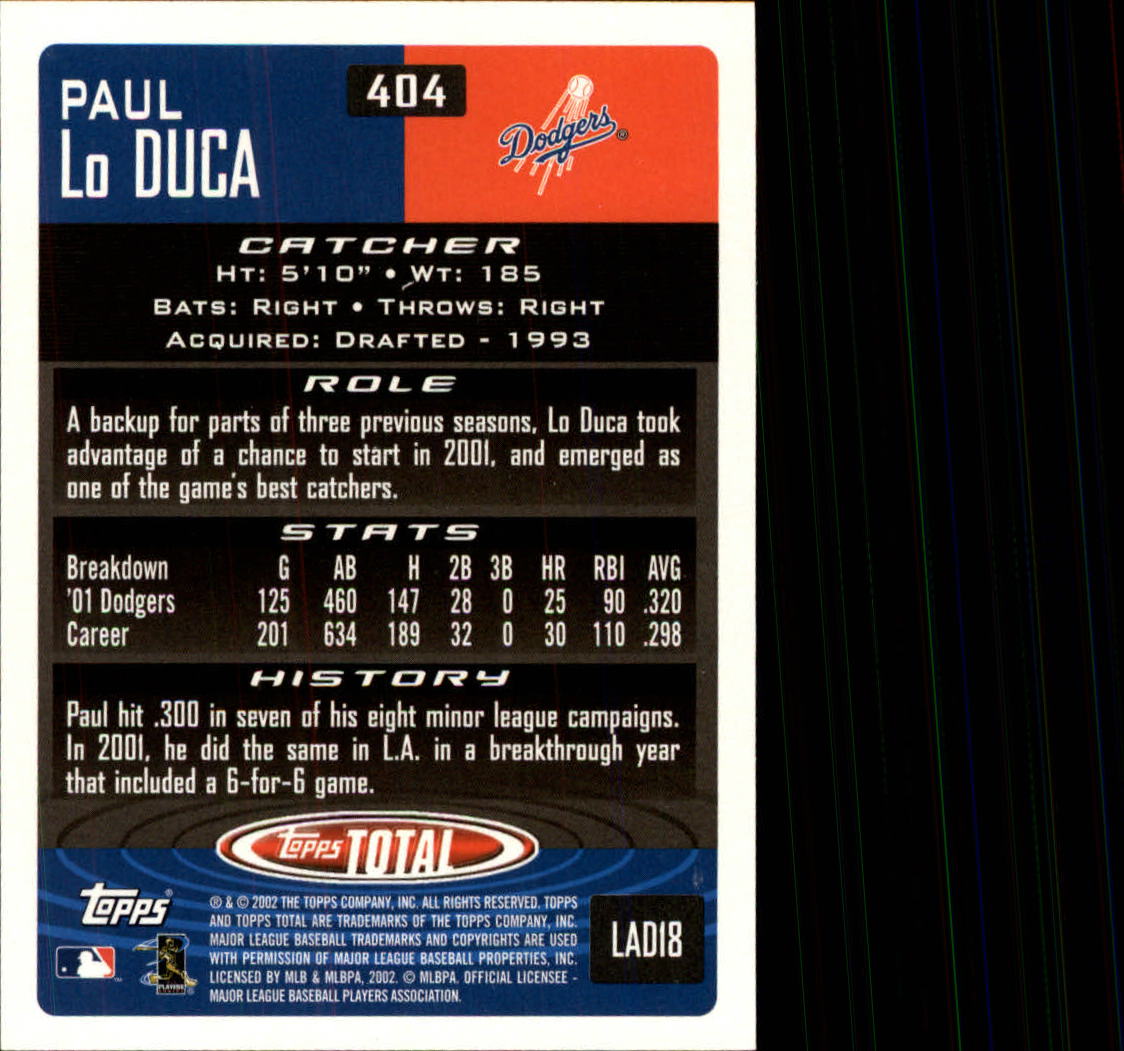 PAUL
Lo DUCA
404
Dodgers ®
CATCHER
HT: 5'10" • WT: 185
BATS: RIGHT • THROWS: RIGHT
ACQUIRED: DRAFTED - 1993
ROLE
A backup for parts of three previous seasons, Lo Duca took
advantage of a chance to start in 2001, and emerged as
one of the game's best catchers.
STATS
Breakdown G AB H 2B 3B HR RBI AVG
'01 Dodgers 125 460 147 28 0 25 90 .320
Career 201 634 189 32 0 30 110 .298
HISTORY
Paul hit .300 in seven of his eight minor league campaigns.
In 2001, he did the same in L.A. in a breakthrough year
that included a 6-for-6 game.
topps TOTAL
topps®
® & © 2002 THE TOPPS COMPANY, INC. ALL RIGHTS RESERVED. TOPPS
AND TOPPS TOTAL ARE TRADEMARKS OF THE TOPPS COMPANY, INC.
MAJOR LEAGUE BASEBALL TRADEMARKS AND COPYRIGHTS ARE USED
WITH PERMISSION OF MAJOR LEAGUE BASEBALL PROPERTIES, INC.
LICENSED BY MLB & MLBPA, 2002. © MLBPA. OFFICIAL LICENSEE -
MAJOR LEAGUE BASEBALL PLAYERS ASSOCIATION.
LAD18
TM
PLAYERS